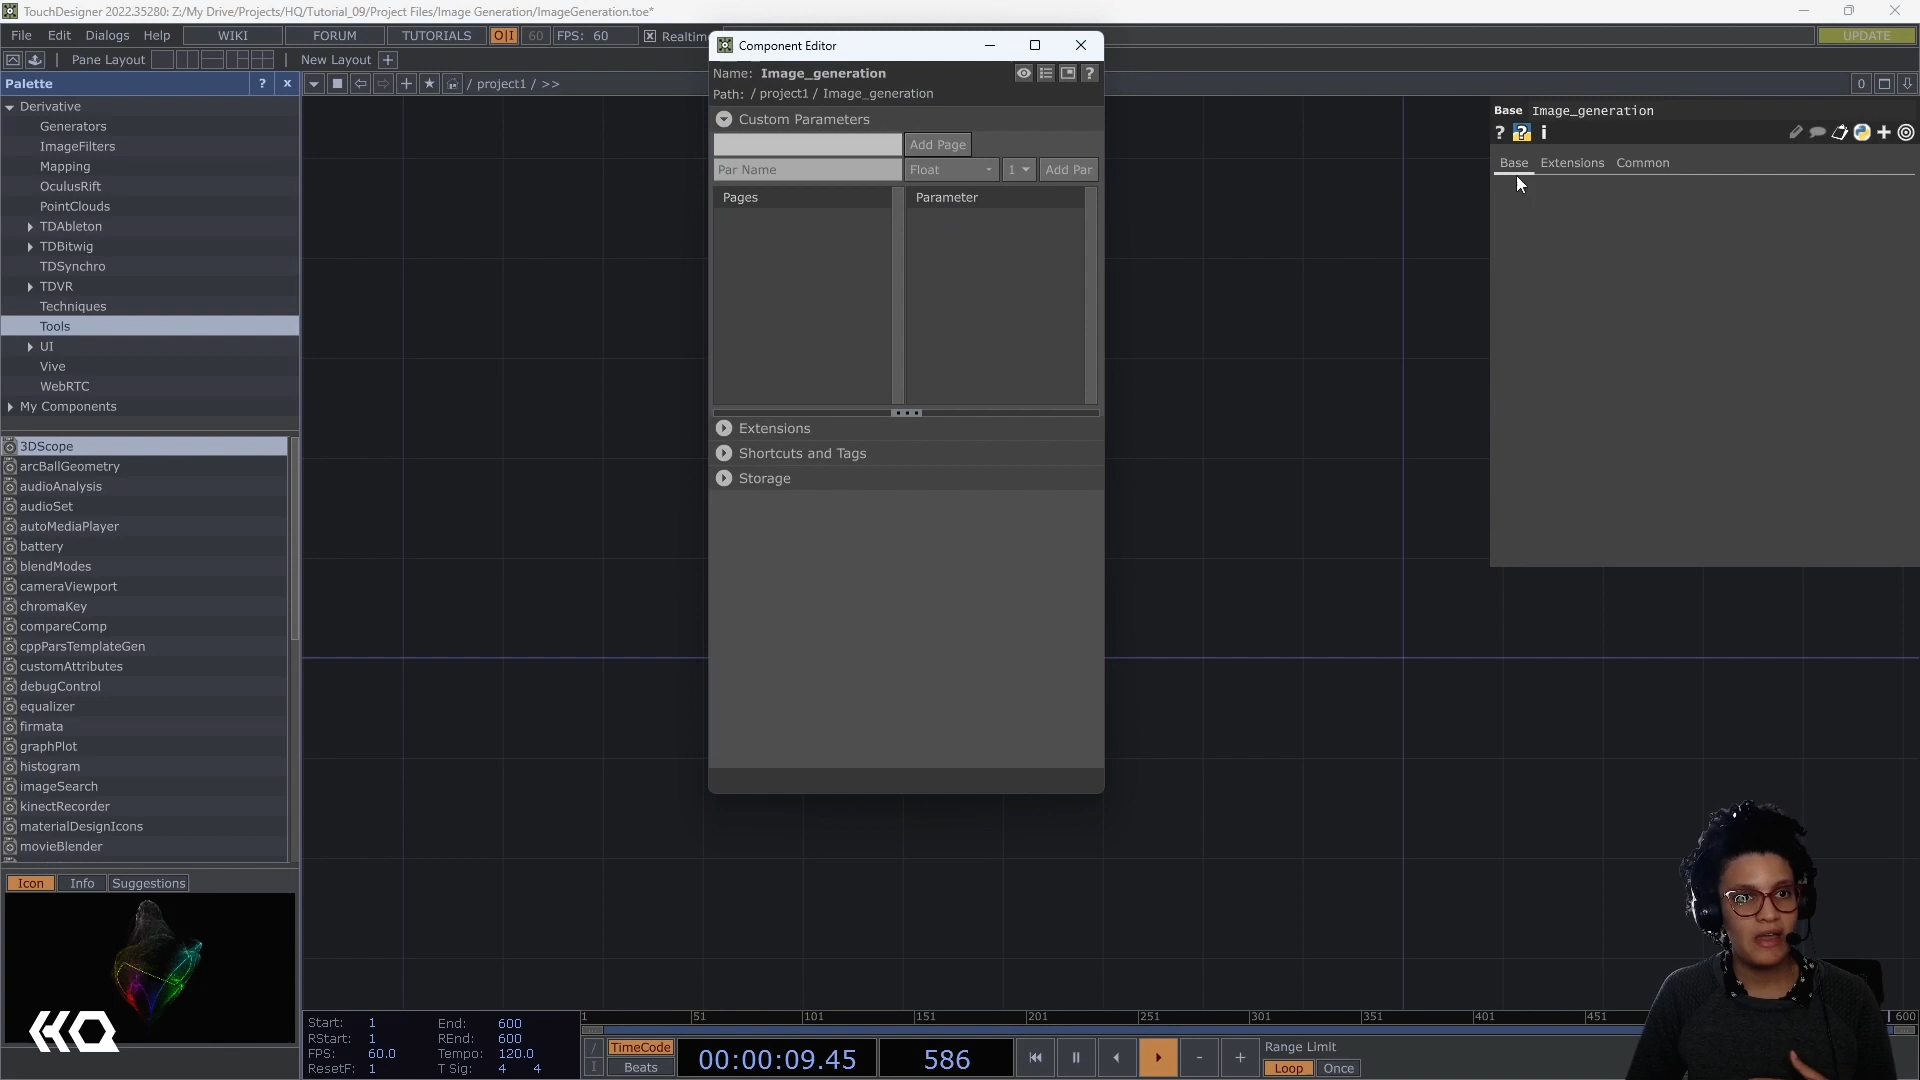 TouchDesigner 2022.35280: Z:/My Drive/Projects/HQ/Tutorial_09/Project Files/Image Generation/ImageGeneration.toe*
File Edit Dialogs Help WIKI FORUM TUTORIALS O|I 60 FPS: 60 Realtime UPDATE
Pane Layout New Layout +
Palette ? x / project1 / >> 0
Derivative
Generators
ImageFilters
Mapping
OculusRift
PointClouds
TDAbleton
TDBitwig
TDSynchro
TDVR
Techniques
Tools
UI
Vive
WebRTC
My Components
3DScope
arcBallGeometry
audioAnalysis
audioSet
autoMediaPlayer
battery
blendModes
cameraViewport
chromaKey
compareComp
cppParsTemplateGen
customAttributes
debugControl
equalizer
firmata
graphPlot
histogram
imageSearch
kinectRecorder
materialDesignIcons
movieBlender
Icon Info Suggestions
HQ
Component Editor
Name: Image_generation ?
Path: / project1 / Image_generation
Custom Parameters
Add Page
Par Name Float 1 Add Par
Pages Parameter
Extensions
Shortcuts and Tags
Storage
Base Image_generation
? ? i
Base Extensions Common
Start: 1 End: 600
RStart: 1 REnd: 600
FPS: 60.0 Tempo: 120.0
ResetF: 1 T Sig: 4 4
1 51 101 151 201 251 301 351 401 451 600
/ TimeCode 00:00:09.45 586 - + Range Limit
I Beats Loop Once